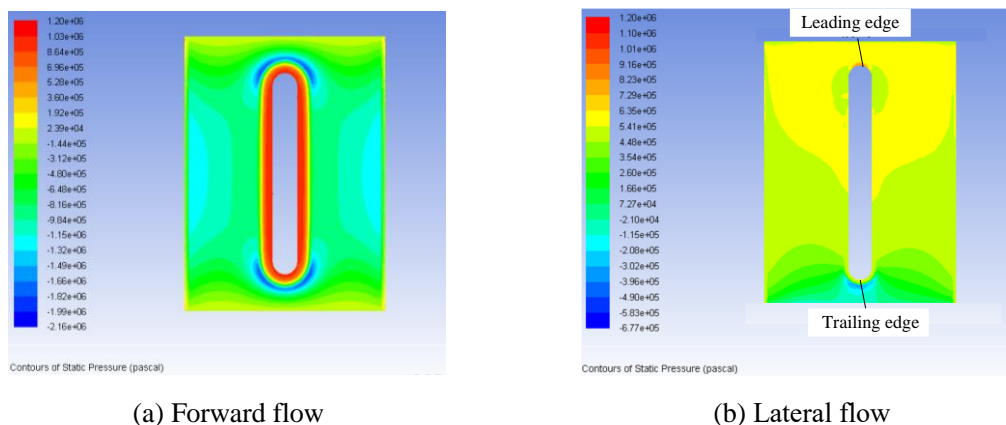 1.20e+06
1.03e+06
8.64e+05
6.96e+05
5.28e+05
3.60e+05
1.92e+05
2.39e+04
-1.44e+05
-3.12e+05
-4.80e+05
-6.48e+05
-8.16e+05
-9.84e+05
-1.15e+06
-1.32e+06
-1.49e+06
-1.66e+06
-1.82e+06
-1.99e+06
-2.16e+06
Contours of Static Pressure (pascal)
(a) Forward flow
1.20e+06
1.10e+06
1.01e+06
9.16e+05
8.23e+05
7.29e+05
6.35e+05
5.41e+05
4.48e+05
3.54e+05
2.60e+05
1.66e+05
7.27e+04
-2.10e+04
-1.15e+05
-2.08e+05
-3.02e+05
-3.96e+05
-4.90e+05
-5.83e+05
-6.77e+05
Leading edge
Trailing edge
Contours of Static Pressure (pascal)
(b) Lateral flow